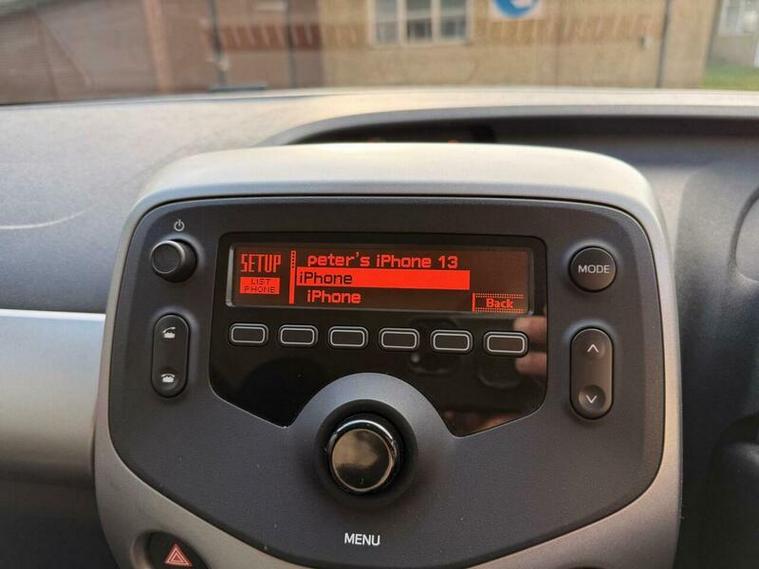 SETUP
LIST
PHONE
peter's iPhone 13
iPhone
iPhone
Back
MODE
MENU